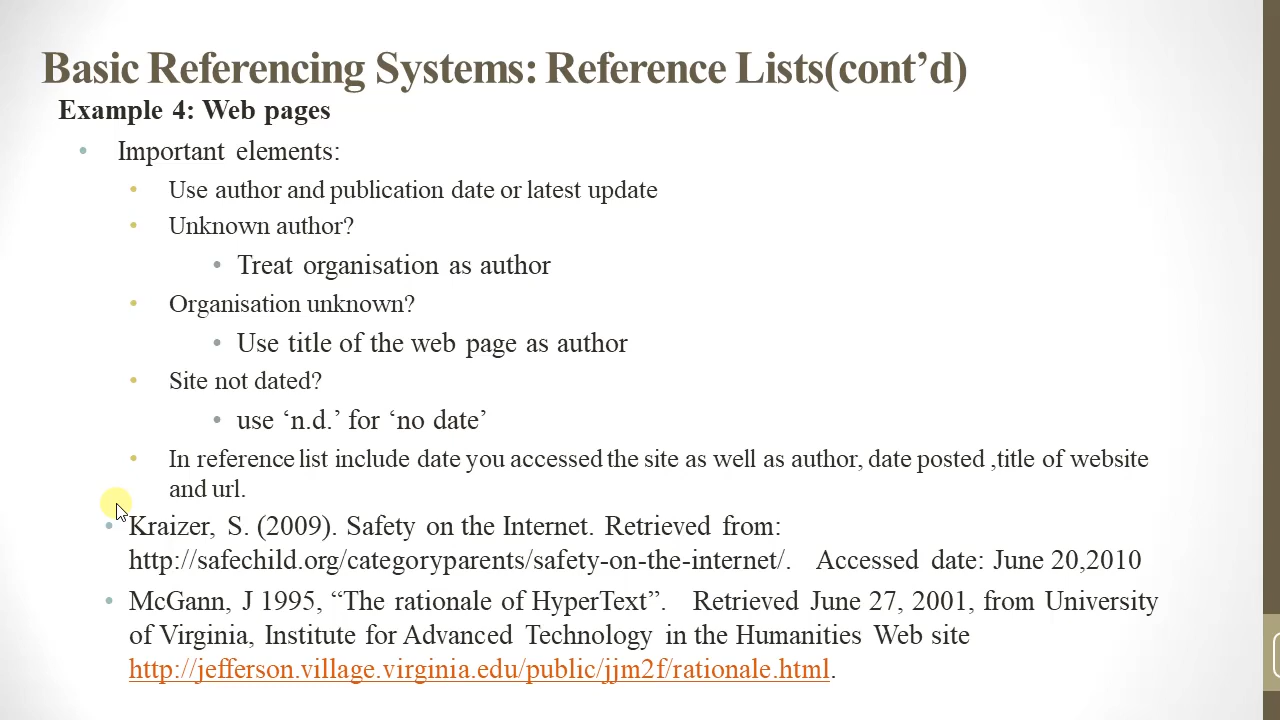 Basic Referencing Systems: Reference Lists(cont’d)
Example 4: Web pages
• Important elements:
• Use author and publication date or latest update
• Unknown author?
• Treat organisation as author
• Organisation unknown?
• Use title of the web page as author
• Site not dated?
• use ‘n.d.’ for ‘no date’
• In reference list include date you accessed the site as well as author, date posted ,title of website
and url.
• Kraizer, S. (2009). Safety on the Internet. Retrieved from:
http://safechild.org/categoryparents/safety-on-the-internet/. Accessed date: June 20,2010
• McGann, J 1995, “The rationale of HyperText”. Retrieved June 27, 2001, from University
of Virginia, Institute for Advanced Technology in the Humanities Web site
http://jefferson.village.virginia.edu/public/jjm2f/rationale.html.